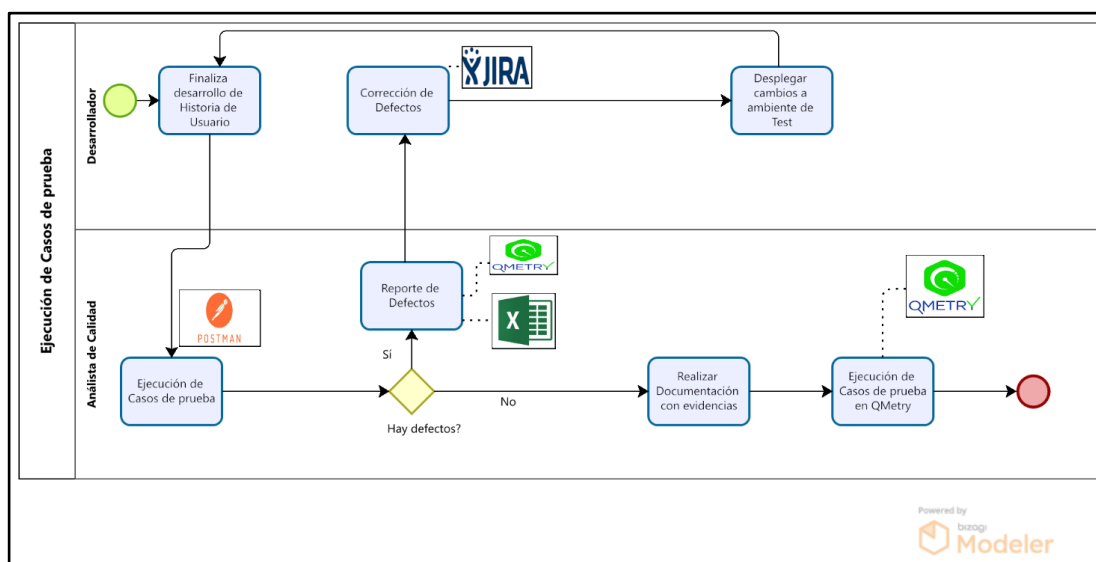 Ejecución de Casos de prueba
Desarrollador
Finaliza
desarrollo de
Historia de
Usuario
Corrección de
Defectos
JIRA
Desplegar
cambios a
ambiente de
Test
Análista de Calidad
POSTMAN
Ejecución de
Casos de prueba
Reporte de
Defectos
QMETRY
X
Si
Hay defectos?
No
Realizar
Documentación
con evidencias
QMETRY
Ejecución de
Casos de prueba
en QMetry
Powered by
bizagi
Modeler